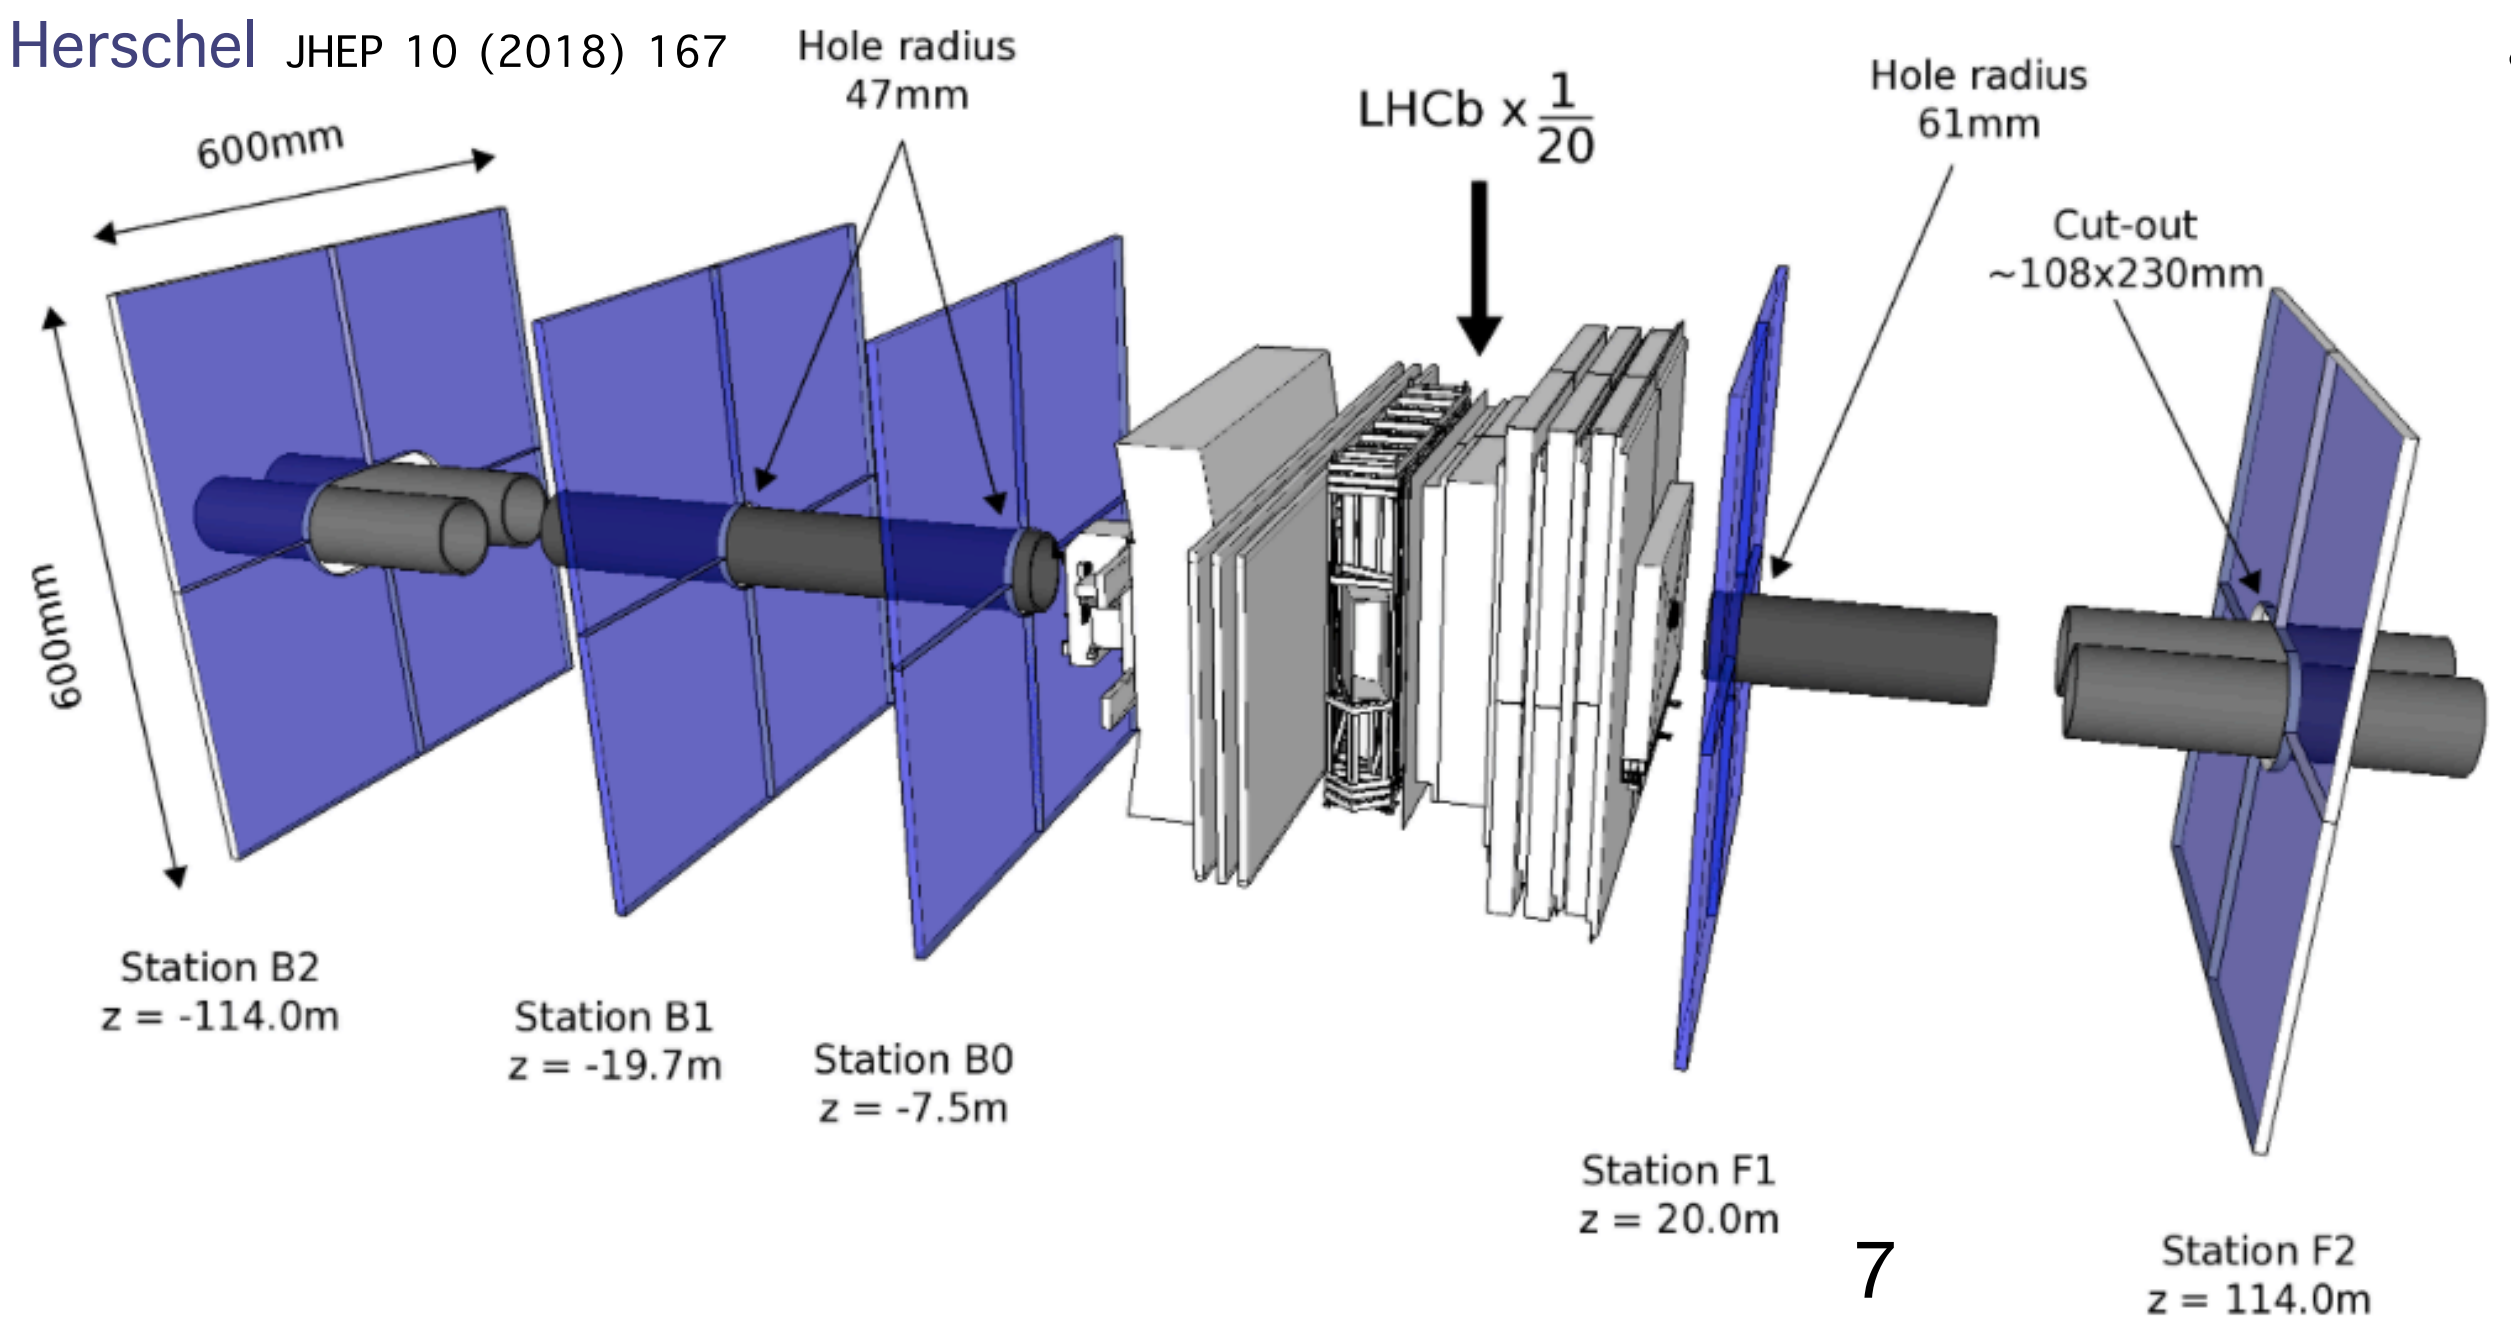 Herschel JHEP 10 (2018) 167
Hole radius
47mm
600mm
600mm
LHCb x 1/20
Hole radius
61mm
Cut-out
~108x230mm
Station B2
z = -114.0m
Station B1
z = -19.7m
Station B0
z = -7.5m
Station F1
z = 20.0m
7
Station F2
z = 114.0m